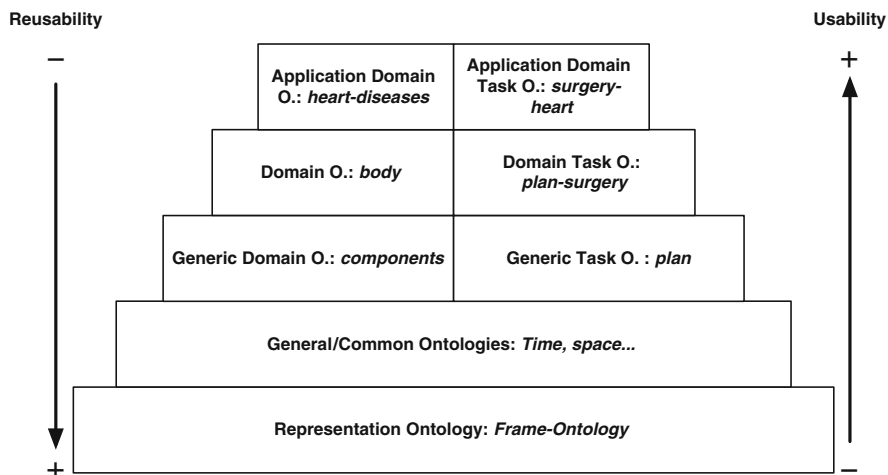 Reusability
Usability
−
+
Application Domain
O.: heart-diseases
Application Domain
Task O.: surgery-
heart
Domain O.: body
Domain Task O.:
plan-surgery
Generic Domain O.: components
Generic Task O. : plan
General/Common Ontologies: Time, space...
Representation Ontology: Frame-Ontology
+
−